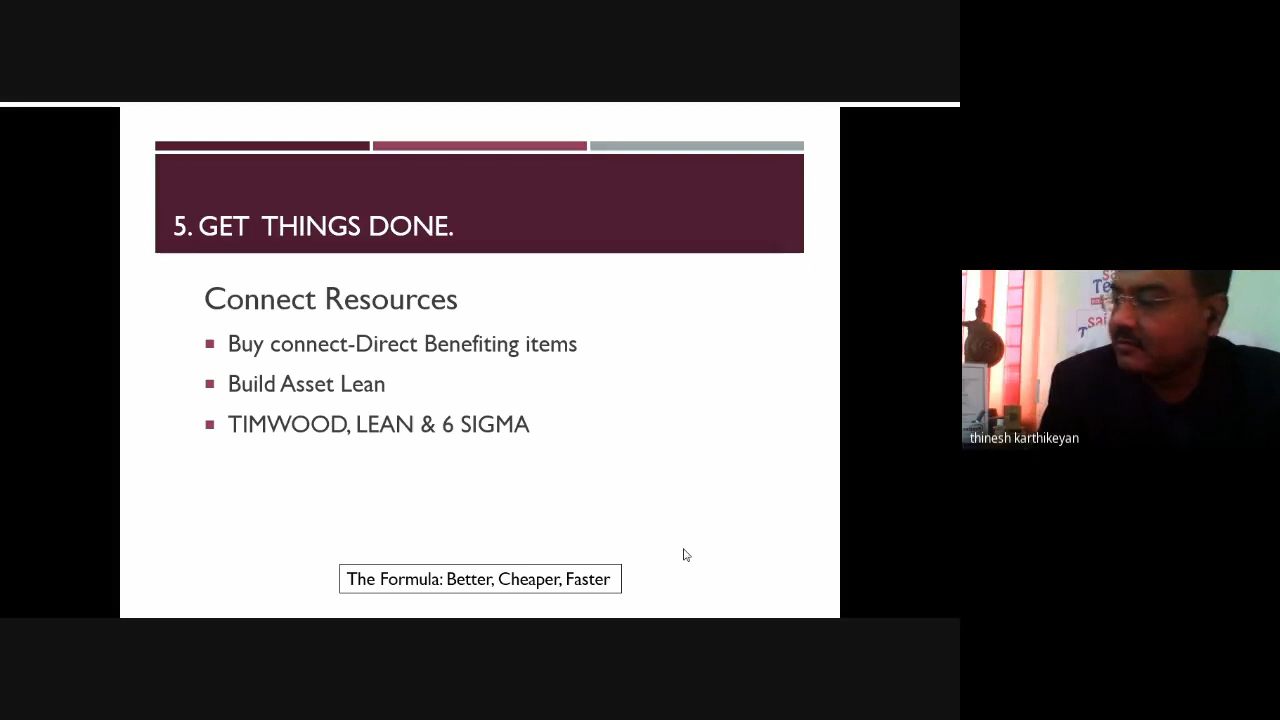 5. GET THINGS DONE.
Connect Resources
Buy connect-Direct Benefiting items
Build Asset Lean
TIMWOOD, LEAN & 6 SIGMA
The Formula: Better, Cheaper, Faster
thinesh karthikeyan